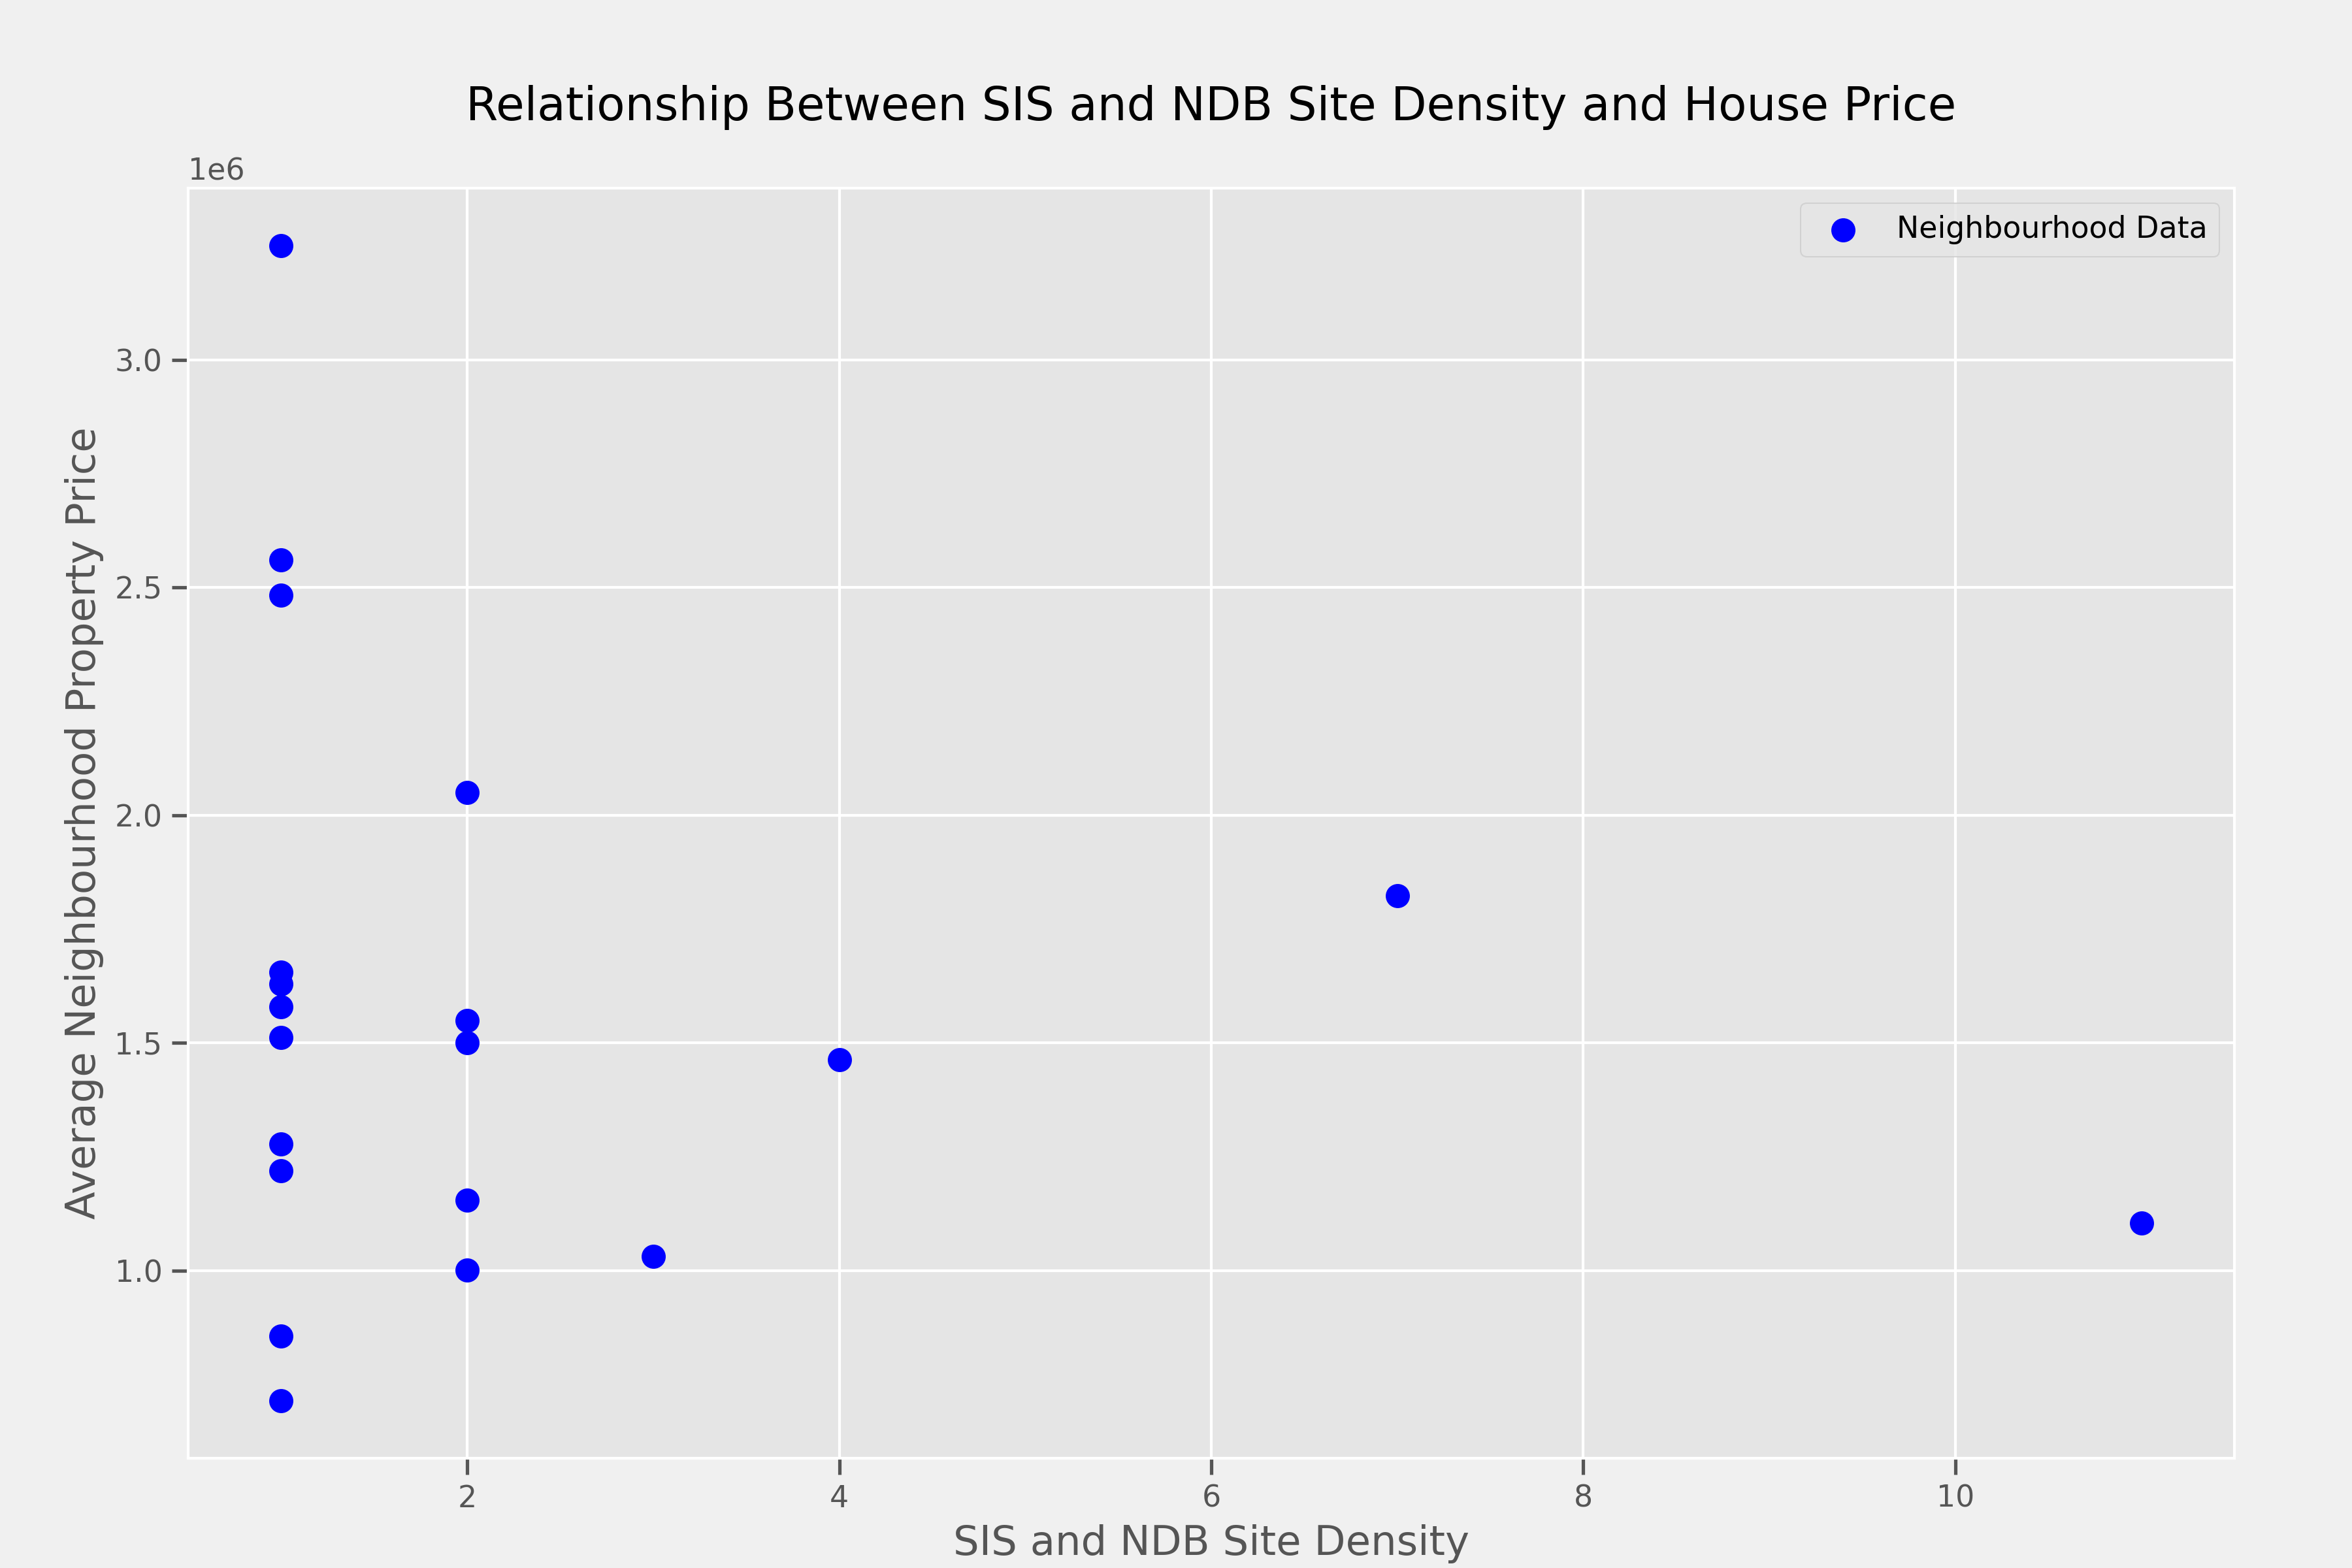 Relationship Between SIS and NDB Site Density and House Price
1e6
Neighbourhood Data
Average Neighbourhood Property Price
3.0
2.5
2.0
1.5
1.0
2 4 6 8 10
SIS and NDB Site Density